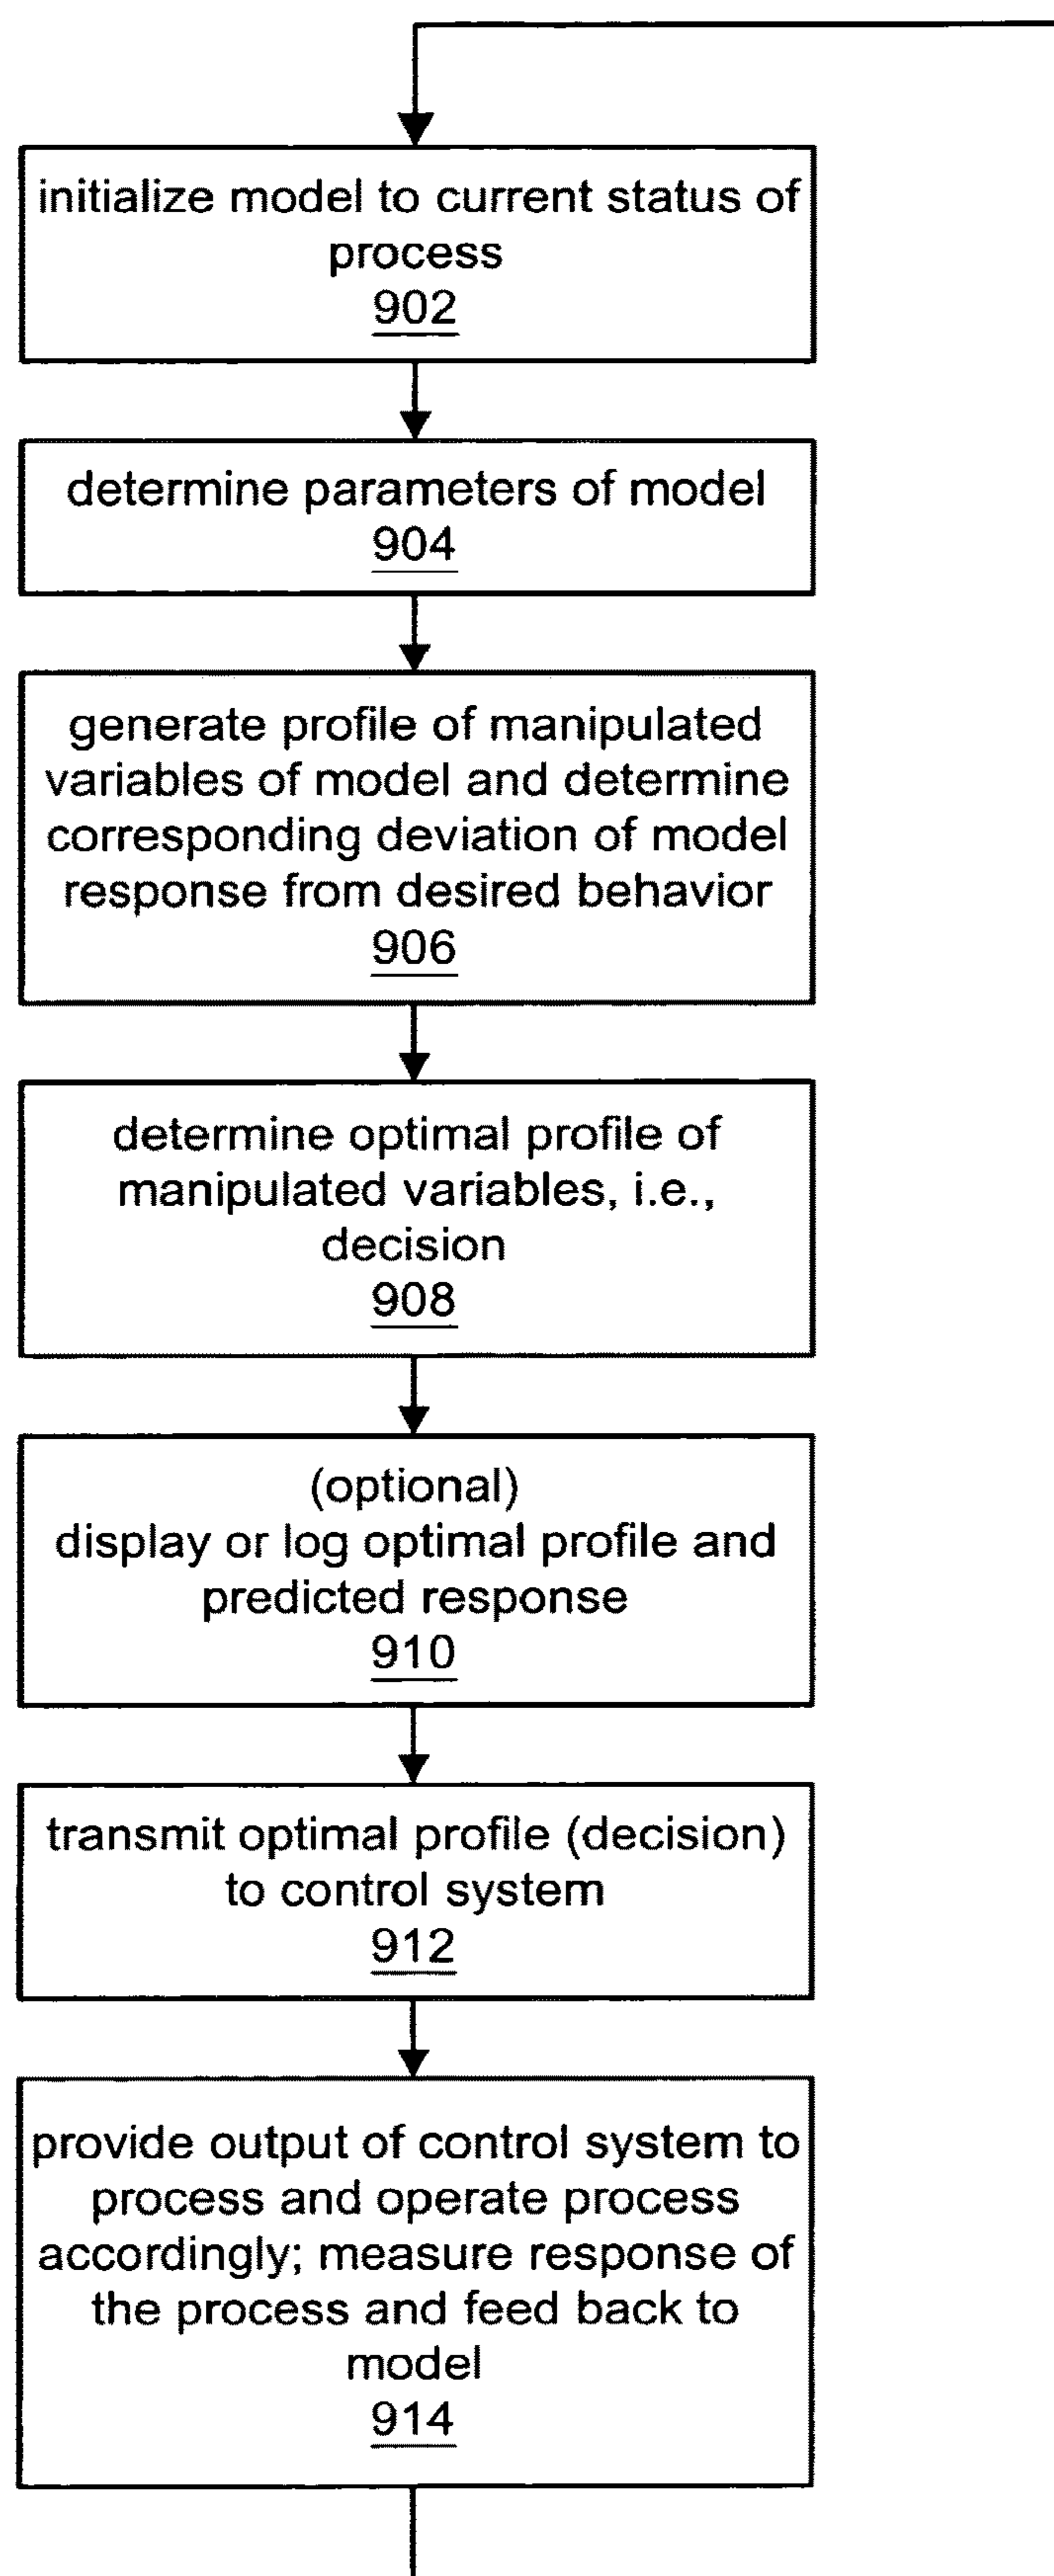 initialize model to current status of
process
902
determine parameters of model
904
generate profile of manipulated
variables of model and determine
corresponding deviation of model
response from desired behavior
906
determine optimal profile of
manipulated variables, i.e.,
decision
908
(optional)
display or log optimal profile and
predicted response
910
transmit optimal profile (decision)
to control system
912
provide output of control system to
process and operate process
accordingly; measure response of
the process and feed back to
model
914